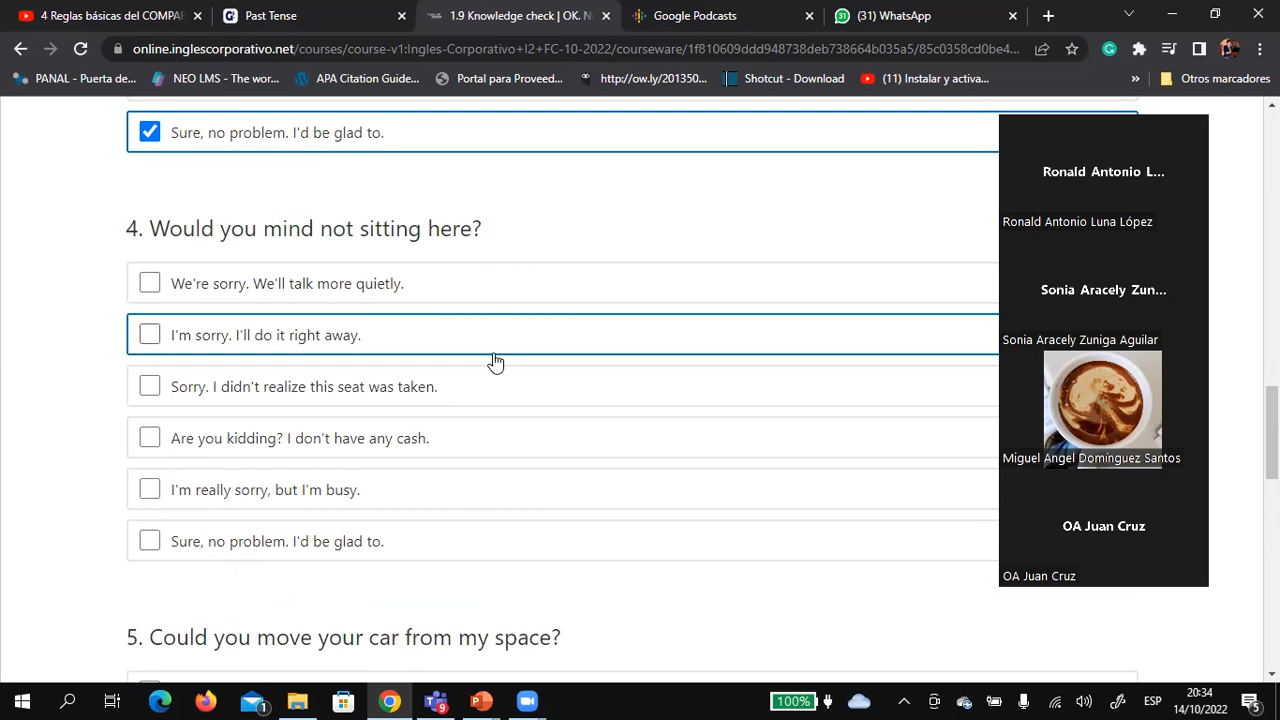 4 Reglas básicas del COMPA
Past Tense
1.9 Knowledge check | OK. N
Google Podcasts
(31) WhatsApp
online.inglescorporativo.net/courses/course-v1:Ingles-Corporativo+I2+FC-10-2022/courseware/1f810609ddd948738deb738664b035a5/85c0358cd0be4...
PANAL - Puerta de...
NEO LMS - The wor...
APA Citation Guide...
Portal para Proveed...
http://ow.ly/201350...
Shotcut - Download
(11) Instalar y activa...
»
Otros marcadores
Sure, no problem. I'd be glad to.
4. Would you mind not sitting here?
We're sorry. We'll talk more quietly.
I'm sorry. I'll do it right away.
Sorry. I didn't realize this seat was taken.
Are you kidding? I don't have any cash.
I'm really sorry, but I'm busy.
Sure, no problem. I'd be glad to.
5. Could you move your car from my space?
Ronald Antonio L...
Ronald Antonio Luna López
Sonia Aracely Zun...
Sonia Aracely Zuniga Aguilar
Miguel Angel Domínguez Santos
OA Juan Cruz
OA Juan Cruz
1
9
100%
ESP
20:34
14/10/2022
5